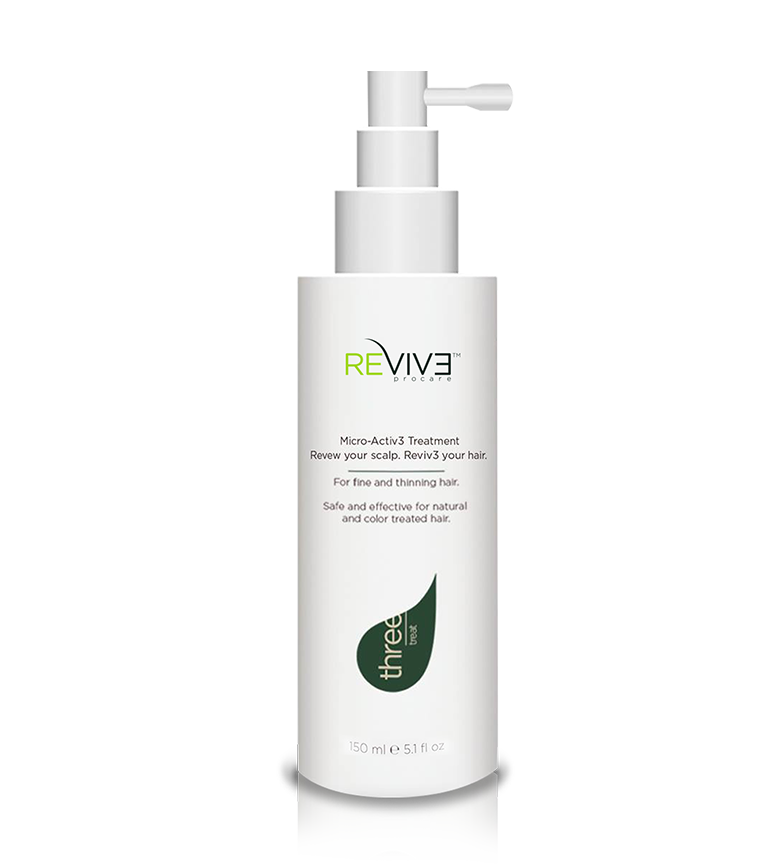 REVIVƎ™
procare
Micro-Activ3 Treatment
Revew your scalp. Reviv3 your hair.
For fine and thinning hair.
Safe and effective for natural
and color treated hair.
three
treat
150 ml ℮ 5.1 fl oz